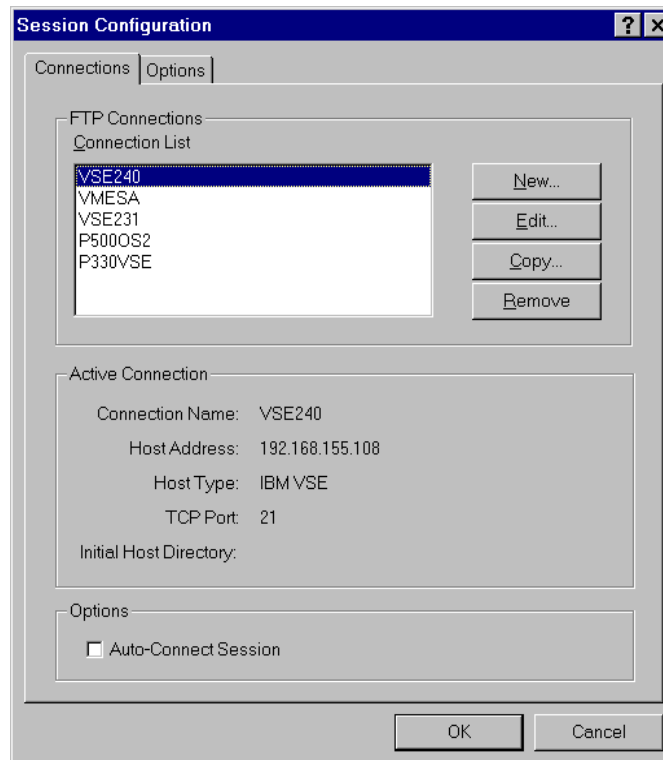 Session Configuration
Connections Options
FTP Connections
Connection List
VSE240
VMESA
VSE231
P500OS2
P330VSE
New...
Edit...
Copy...
Remove
Active Connection
Connection Name: VSE240
Host Address: 192.168.155.108
Host Type: IBM VSE
TCP Port: 21
Initial Host Directory:
Options
Auto-Connect Session
OK Cancel